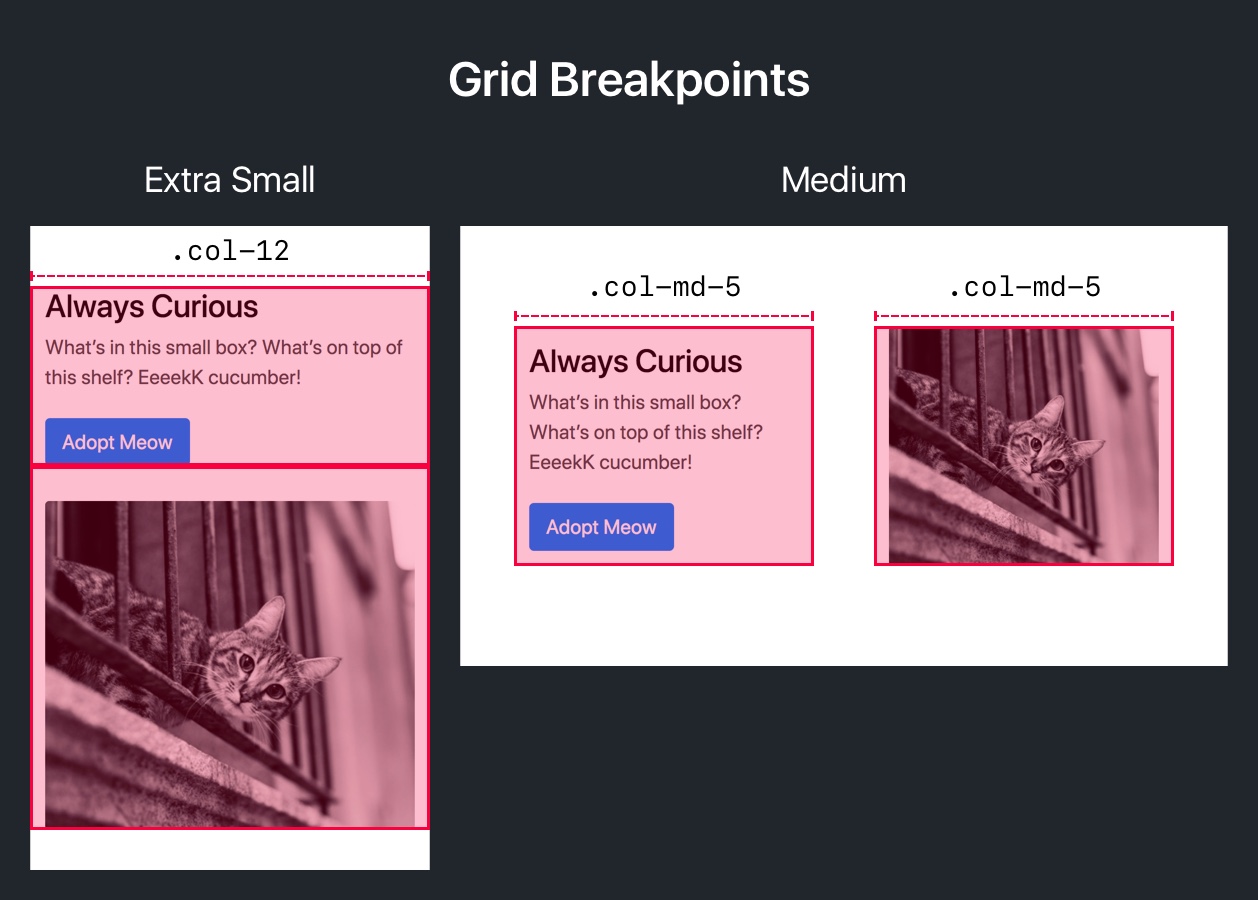 Grid Breakpoints
Extra Small
.col-12
Always Curious
What’s in this small box? What’s on top of
this shelf? EeeekK cucumber!
Adopt Meow
Medium
.col-md-5
Always Curious
What’s in this small box?
What’s on top of this shelf?
EeeekK cucumber!
Adopt Meow
.col-md-5